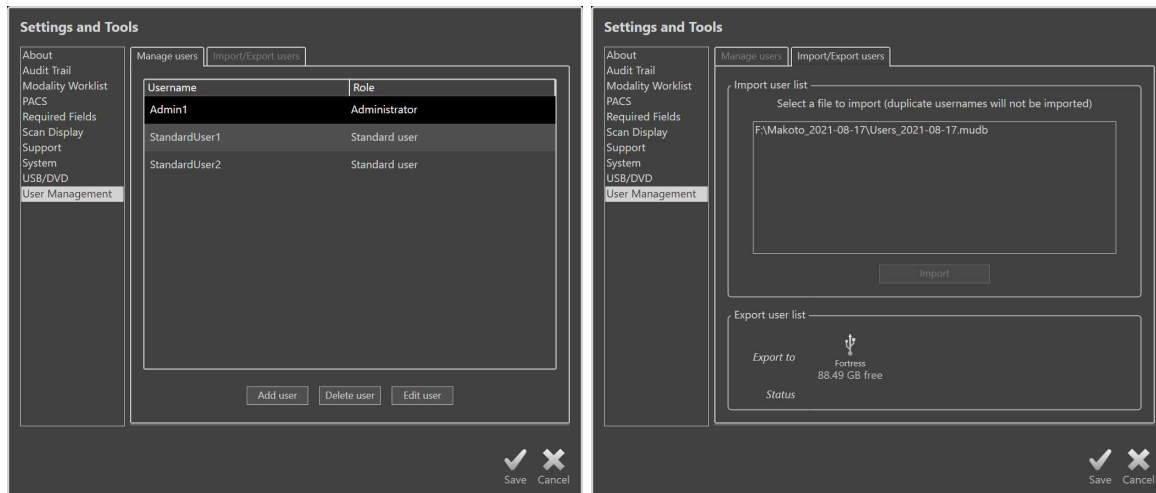 Settings and Tools
About
Audit Trail
Modality Worklist
PACS
Required Fields
Scan Display
Support
System
USB/DVD
User Management
Manage users
Import/Export users
Username Role
Admin1 Administrator
StandardUser1 Standard user
StandardUser2 Standard user
Add user Delete user Edit user
Save Cancel
Settings and Tools
About
Audit Trail
Modality Worklist
PACS
Required Fields
Scan Display
Support
System
USB/DVD
User Management
Manage users
Import/Export users
Import user list
Select a file to import (duplicate usernames will not be imported)
F:\Makoto_2021-08-17\Users_2021-08-17.mudb
Import
Export user list
Export to
Fortress
88.49 GB free
Status
Save Cancel